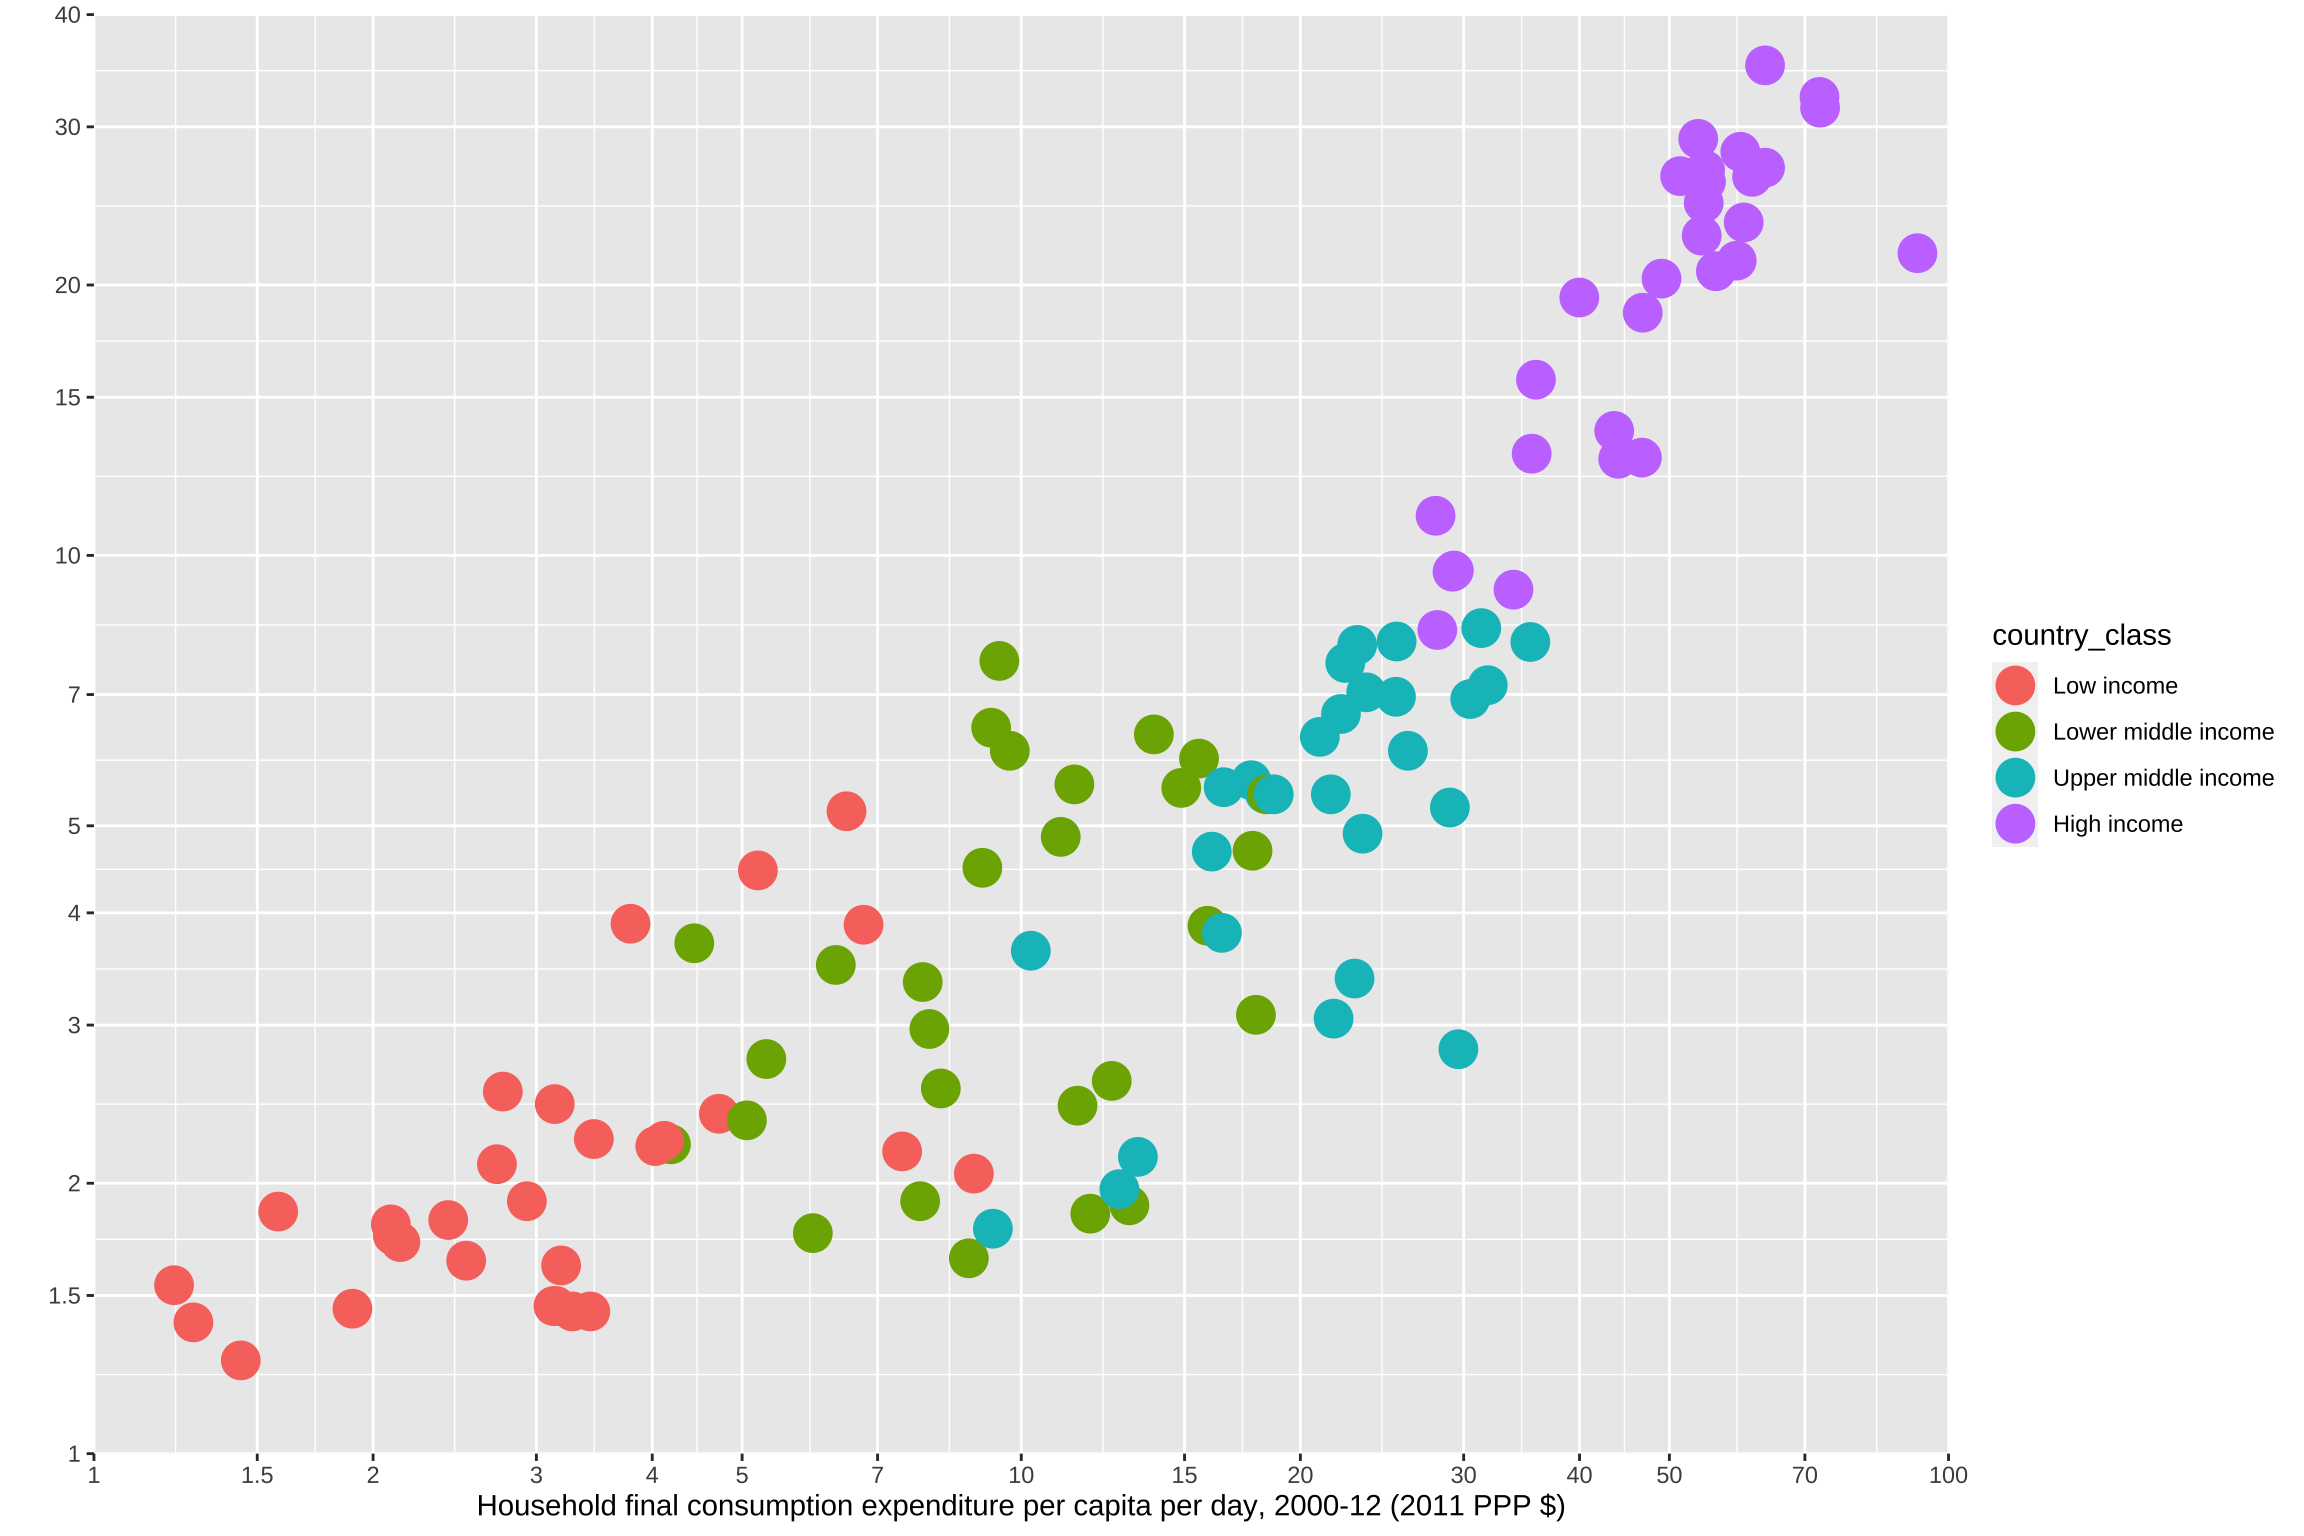 40
30
20
15
10
7
5
4
3
2
1.5
1
1 1.5 2 3 4 5 7 10 15 20 30 40 50 70 100
Household final consumption expenditure per capita per day, 2000-12 (2011 PPP $)
country_class
Low income
Lower middle income
Upper middle income
High income